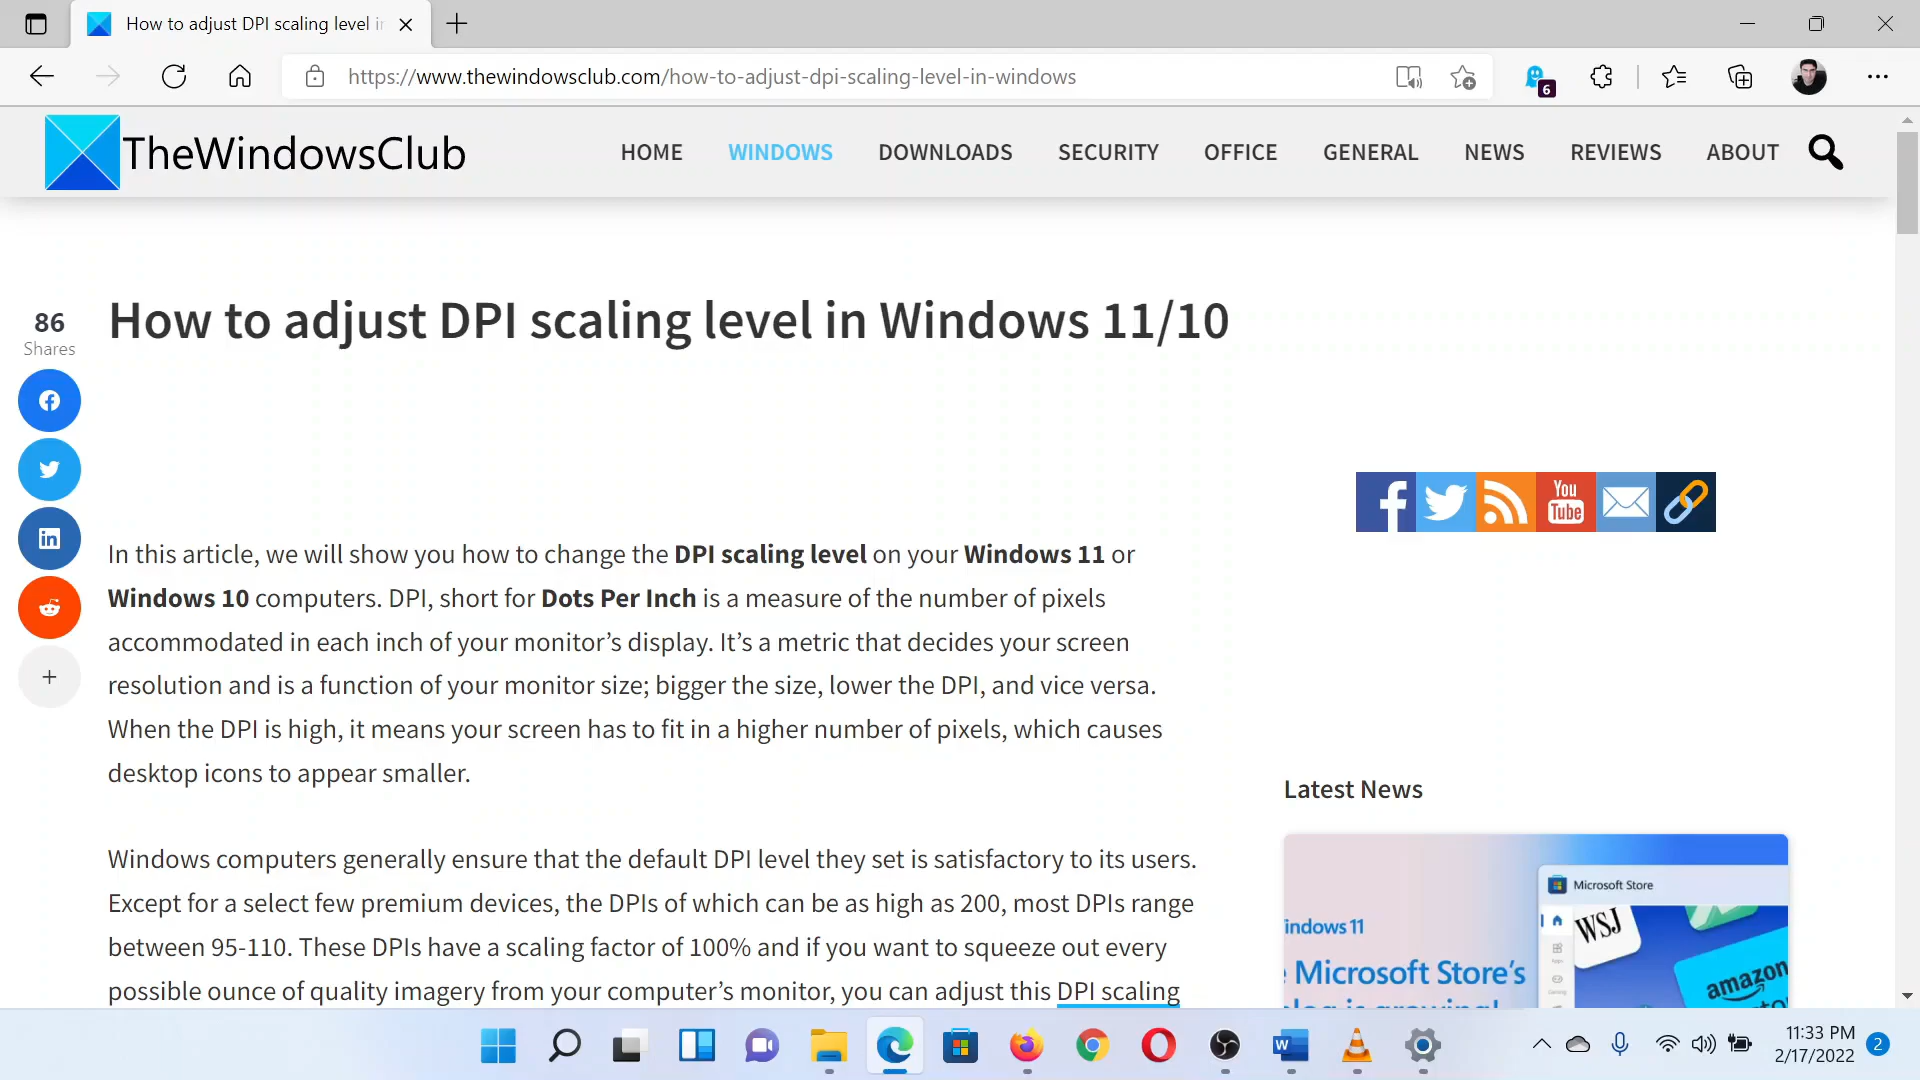 How to adjust DPI scaling level in
https://www.thewindowsclub.com/how-to-adjust-dpi-scaling-level-in-windows
6
TheWindowsClub
HOME WINDOWS DOWNLOADS SECURITY OFFICE GENERAL NEWS REVIEWS ABOUT
86
Shares
How to adjust DPI scaling level in Windows 11/10
You
Tube
In this article, we will show you how to change the DPI scaling level on your Windows 11 or
Windows 10 computers. DPI, short for Dots Per Inch is a measure of the number of pixels
accommodated in each inch of your monitor’s display. It’s a metric that decides your screen
resolution and is a function of your monitor size; bigger the size, lower the DPI, and vice versa.
When the DPI is high, it means your screen has to fit in a higher number of pixels, which causes
desktop icons to appear smaller.
Windows computers generally ensure that the default DPI level they set is satisfactory to its users.
Except for a select few premium devices, the DPIs of which can be as high as 200, most DPIs range
between 95-110. These DPIs have a scaling factor of 100% and if you want to squeeze out every
possible ounce of quality imagery from your computer’s monitor, you can adjust this DPI scaling
Latest News
Microsoft Store
WSJ
indows 11
Microsoft Store's
amazon
is growing!
11:33 PM
2/17/2022
2